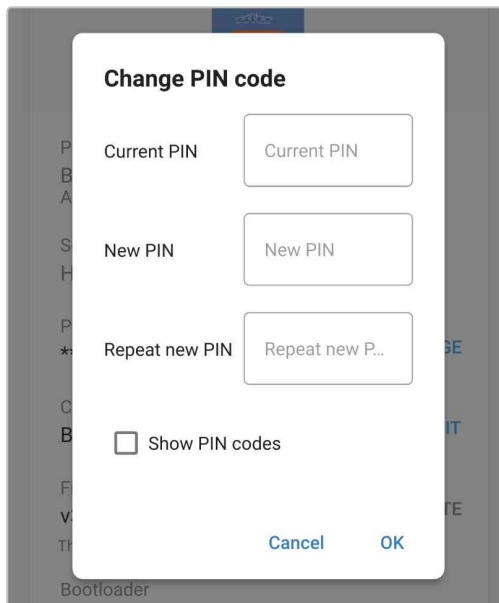 Change PIN code
Current PIN Current PIN
New PIN New PIN
Repeat new PIN Repeat new P...
Show PIN codes
Cancel OK
Bootloader